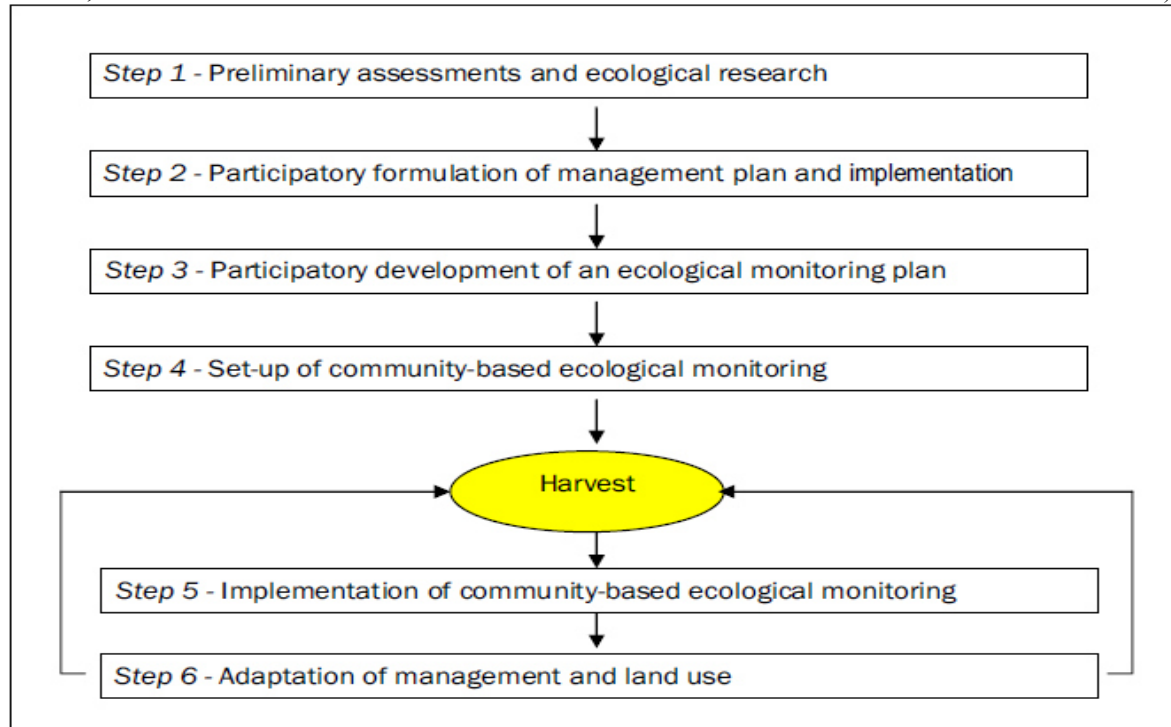 Step 1 - Preliminary assessments and ecological research
Step 2 - Participatory formulation of management plan and implementation
Step 3 - Participatory development of an ecological monitoring plan
Step 4 - Set-up of community-based ecological monitoring
Harvest
Step 5 - Implementation of community-based ecological monitoring
Step 6 - Adaptation of management and land use